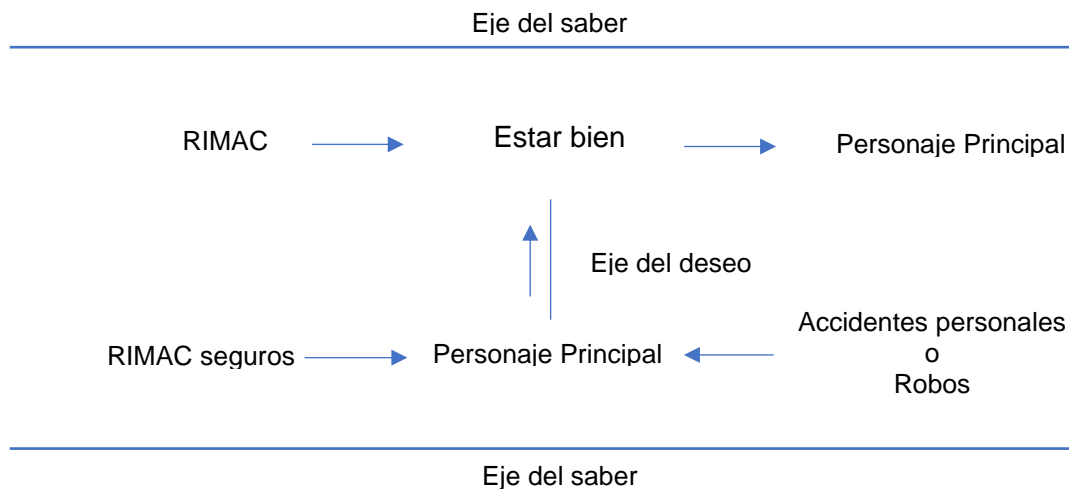 Eje del saber
RIMAC
Estar bien
Personaje Principal
Eje del deseo
RIMAC seguros
Personaje Principal
Accidentes personales
o
Robos
Eje del saber